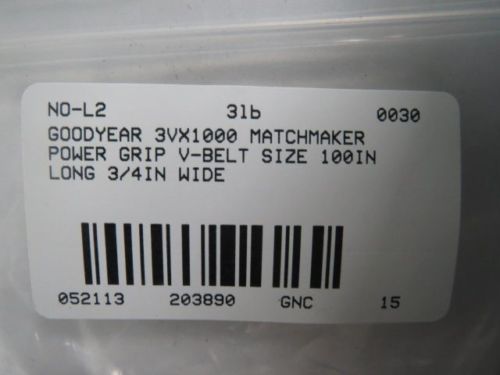 NO-L2 3lb 0030
GOODYEAR 3VX1000 MATCHMAKER
POWER GRIP V-BELT SIZE 100IN
LONG 3/4IN WIDE
052113 203890 GNC 15